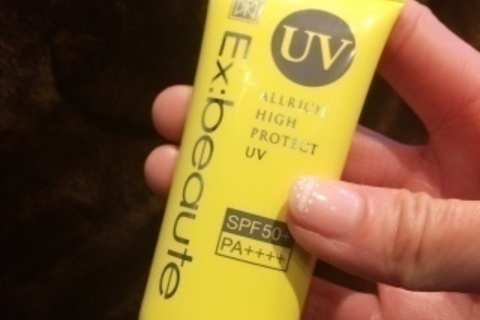 UV
Ex:beaute
ALLRICH
HIGH
PROTECT
UV
SPF50+
PA++++